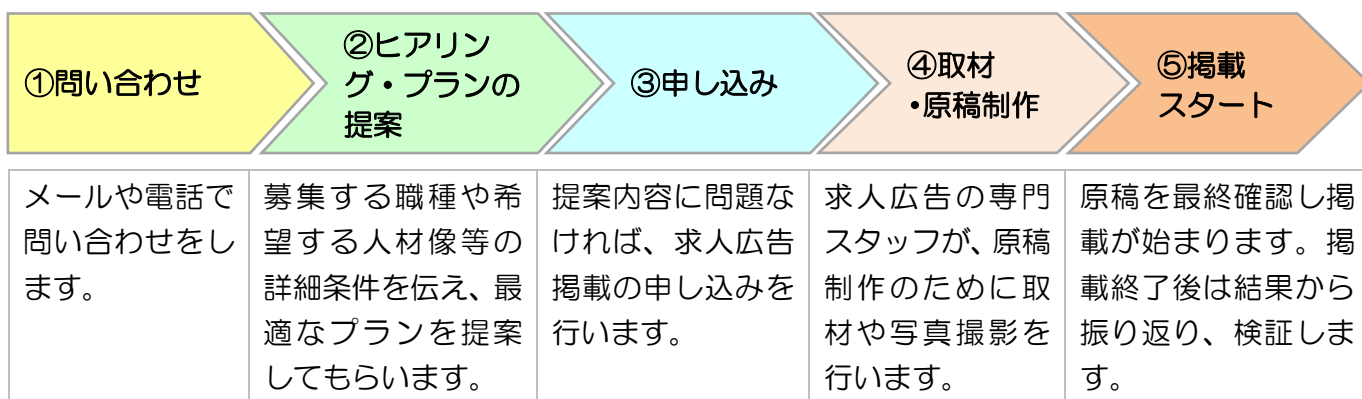 ①問い合わせ
②ヒアリン
グ・プランの
提案
③申し込み
④取材
・原稿制作
⑤掲載
スタート
メールや電話で
問い合わせをし
ます。
募集する職種や希
望する人材像等の
詳細条件を伝え、最
適なプランを提案
してもらいます。
提案内容に問題な
ければ、求人広告
掲載の申し込みを
行います。
求人広告の専門
スタッフが、原稿
制作のために取
材や写真撮影を
行います。
原稿を最終確認し掲
載が始まります。掲
載終了後は結果から
振り返り、検証しま
す。